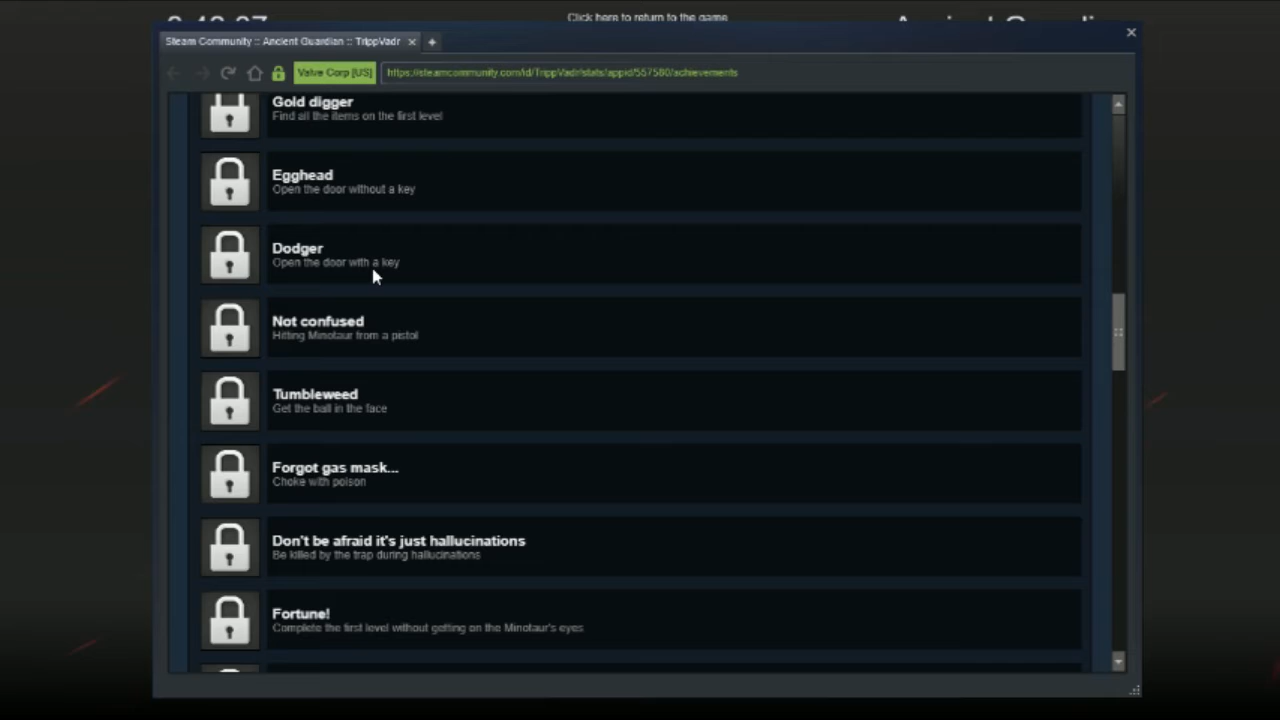 Click here to return to the game
Steam Community :: Ancient Guardian :: TrippVadr
Valve Corp [US]
https://steamcommunity.com/id/TrippVadr/stats/appid/557580/achievements
Gold digger
Find all the items on the first level
Egghead
Open the door without a key
Dodger
Open the door with a key
Not confused
Hitting Minotaur from a pistol
Tumbleweed
Get the ball in the face
Forgot gas mask...
Choke with poison
Don't be afraid it's just hallucinations
Be killed by the trap during hallucinations
Fortune!
Complete the first level without getting on the Minotaur's eyes